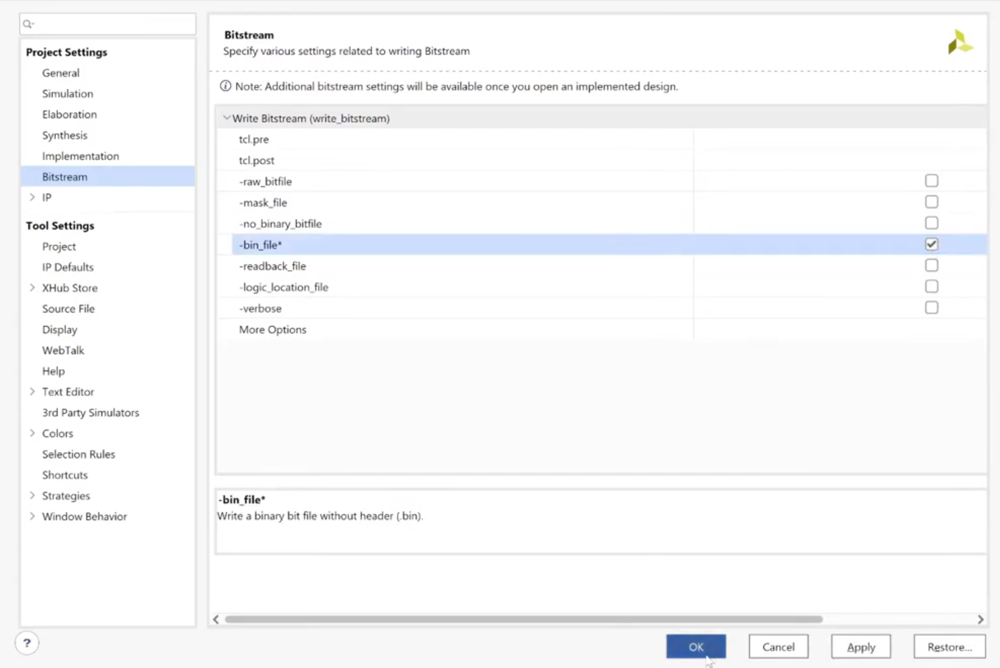 Project Settings
General
Simulation
Elaboration
Synthesis
Implementation
Bitstream
IP
Tool Settings
Project
IP Defaults
XHub Store
Source File
Display
WebTalk
Help
Text Editor
3rd Party Simulators
Colors
Selection Rules
Shortcuts
Strategies
Window Behavior
Bitstream
Specify various settings related to writing Bitstream
Note: Additional bitstream settings will be available once you open an implemented design.
Write Bitstream (write_bitstream)
tcl.pre
tcl.post
-raw_bitfile
-mask_file
-no_binary_bitfile
-bin_file*
-readback_file
-logic_location_file
-verbose
More Options
-bin_file*
Write a binary bit file without header (.bin).
?
OK
Cancel
Apply
Restore...